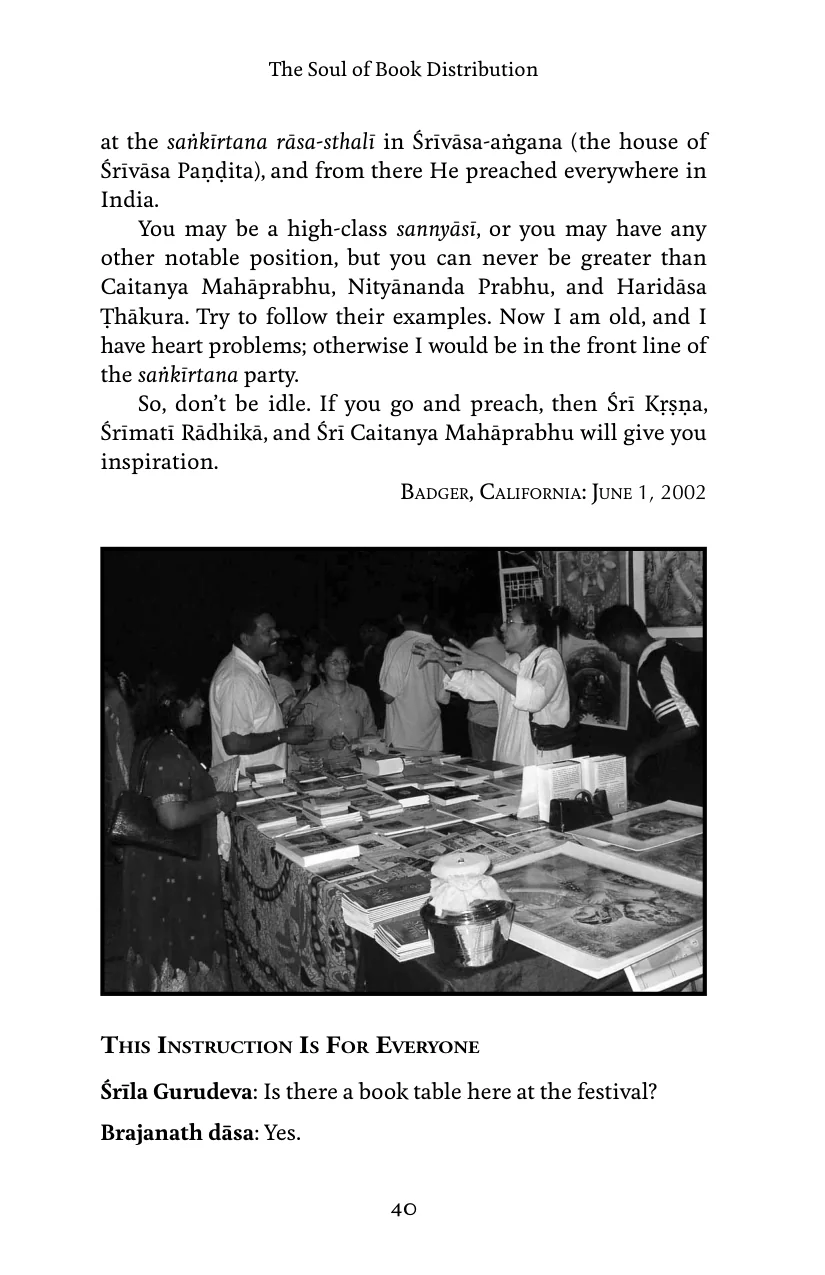 The Soul of Book Distribution
at the saṅkīrtana rāsa-sthalī in Śrīvāsa-aṅgana (the house of
Śrīvāsa Paṇḍita), and from there He preached everywhere in
India.
You may be a high-class sannyāsī, or you may have any
other notable position, but you can never be greater than
Caitanya Mahāprabhu, Nityānanda Prabhu, and Haridāsa
Ṭhākura. Try to follow their examples. Now I am old, and I
have heart problems; otherwise I would be in the front line of
the saṅkīrtana party.
So, don’t be idle. If you go and preach, then Śrī Kṛṣṇa,
Śrīmatī Rādhikā, and Śrī Caitanya Mahāprabhu will give you
inspiration.
Badger, California: June 1, 2002
This Instruction Is For Everyone
Śrīla Gurudeva: Is there a book table here at the festival?
Brajanath dāsa: Yes.
40